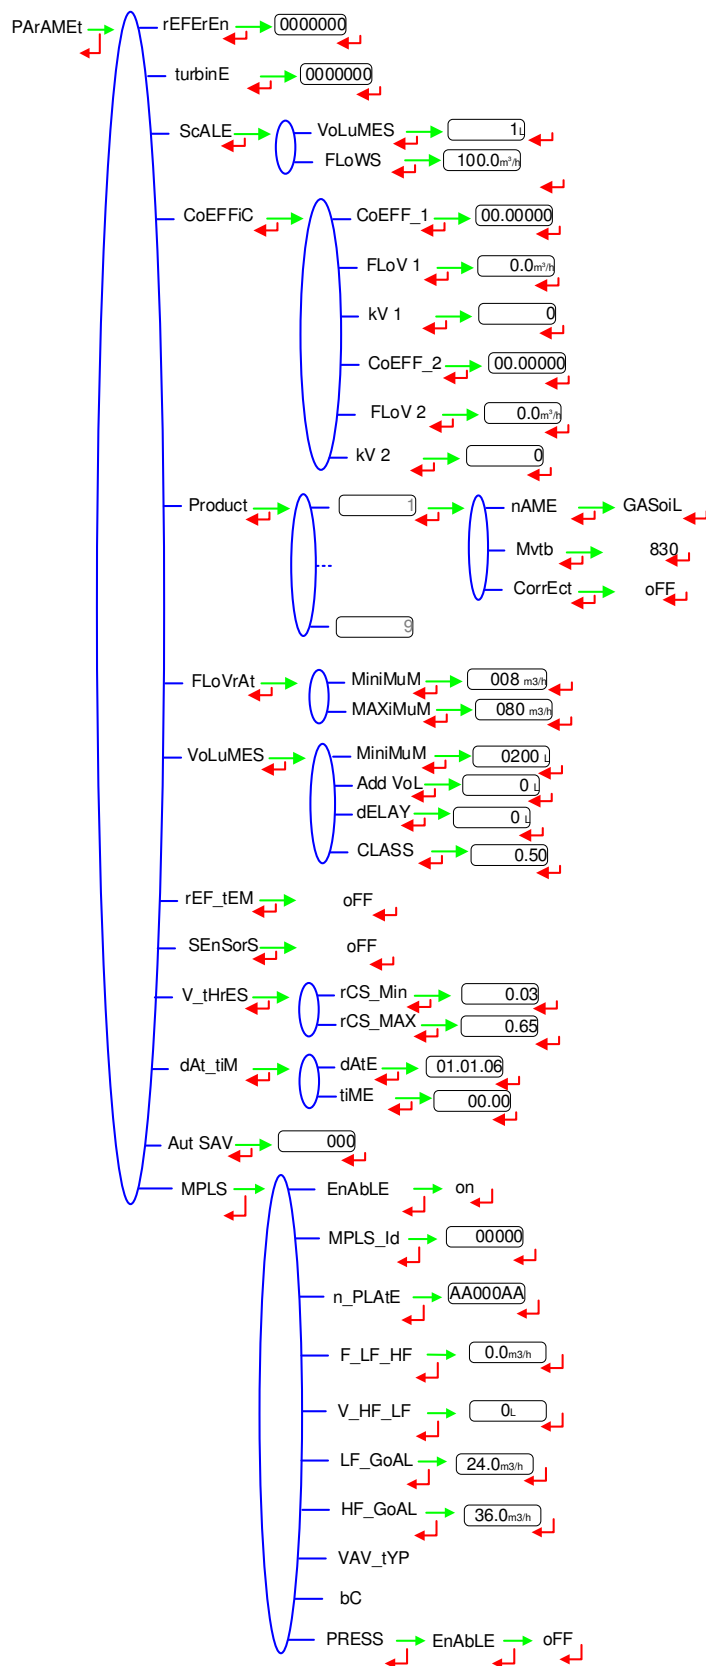 PArAMEt rEFErEn 0000000
turbinE 0000000
ScALE VoLuMES 1L
FLoWS 100.0m³/h
CoEFFiC CoEFF_1 00.00000
FLoV 1 0.0m³/h
kV 1 0
CoEFF_2 00.00000
FLoV 2 0.0m³/h
kV 2 0
Product 1 nAME GASoiL
Mvtb 830
...
CorrEct oFF
9
FLoVrAt MiniMuM 008 m3/h
MAXiMuM 080 m3/h
VoLuMES MiniMuM 0200 L
Add VoL 0 L
dELAY 0 L
CLASS 0.50
rEF_tEM oFF
SEnSorS oFF
V_tHrES rCS_Min 0.03
rCS_MAX 0.65
dAt_tiM dAtE 01.01.06
tiME 00.00
Aut SAV 000
MPLS EnAbLE on
MPLS_Id 00000
n_PLAtE AA000AA
F_LF_HF 0.0m3/h
V_HF_LF 0L
LF_GoAL 24.0m3/h
HF_GoAL 36.0m3/h
VAV_tYP
bC
PRESS EnAbLE oFF